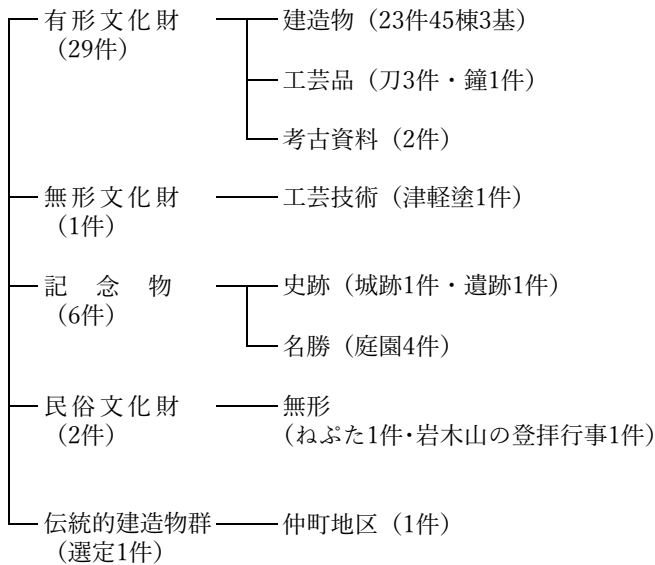 有形文化財 建造物（23件45棟3基）
（29件）
工芸品（刀3件・鐘1件）
考古資料（2件）
無形文化財 工芸技術（津軽塗1件）
（1件）
記念物 史跡（城跡1件・遺跡1件）
（6件）
名勝（庭園4件）
民俗文化財 無形
（2件） （ねぷた1件・岩木山の登拝行事1件）
伝統的建造物群 仲町地区（1件）
（選定1件）